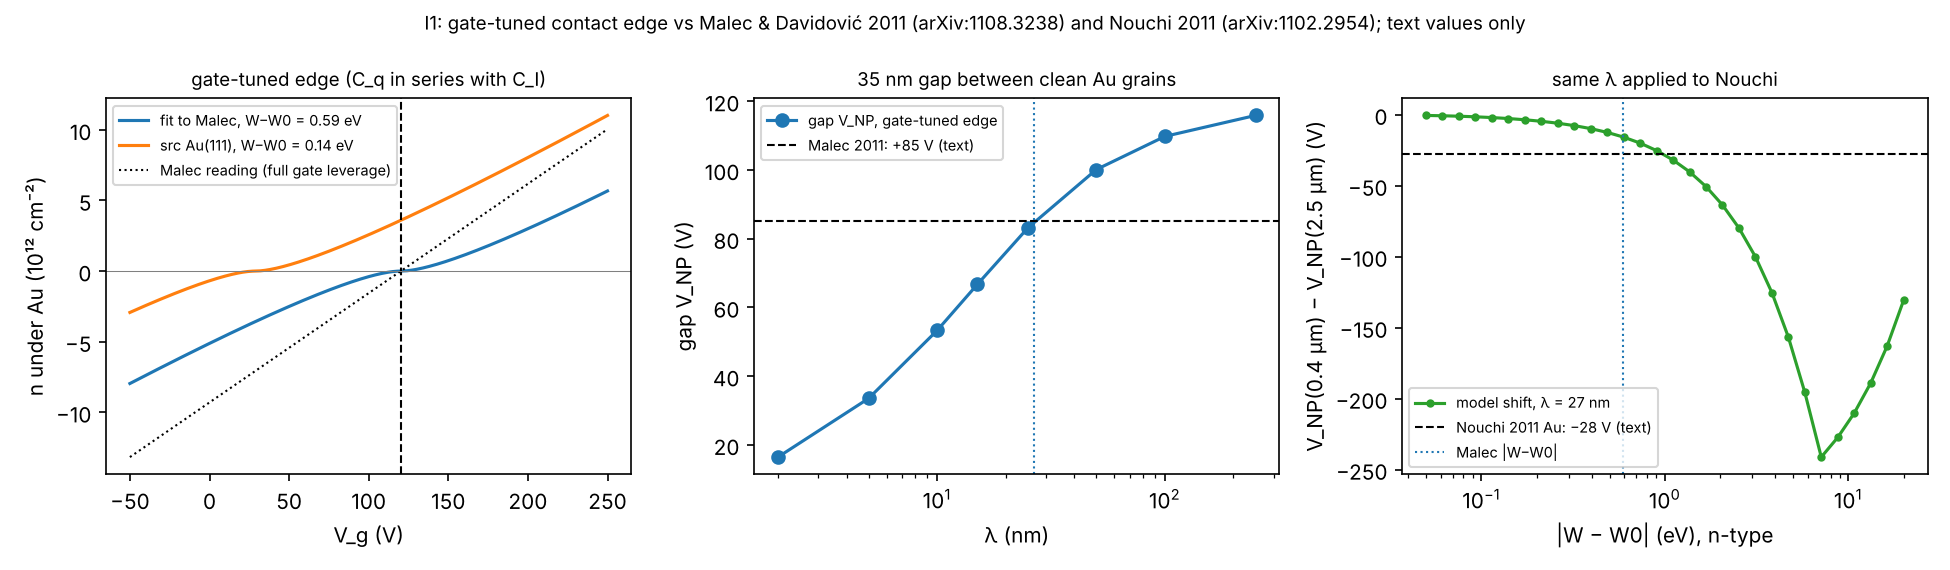 I1: gate-tuned contact edge vs Malec & Davidović 2011 (arXiv:1108.3238) and Nouchi 2011 (arXiv:1102.2954); text values only
gate-tuned edge (C_q in series with C_I)
fit to Malec, W−W0 = 0.59 eV
src Au(111), W−W0 = 0.14 eV
Malec reading (full gate leverage)
n under Au (10¹² cm⁻²)
10
5
0
−5
−10
−50
0
50
100
150
200
250
V_g (V)
35 nm gap between clean Au grains
gap V_NP, gate-tuned edge
Malec 2011: +85 V (text)
gap V_NP (V)
120
100
80
60
40
20
10¹
10²
λ (nm)
same λ applied to Nouchi
V_NP(0.4 μm) − V_NP(2.5 μm) (V)
0
−50
−100
−150
−200
−250
model shift, λ = 27 nm
Nouchi 2011 Au: −28 V (text)
Malec |W−W0|
10⁻¹
10⁰
10¹
|W − W0| (eV), n-type